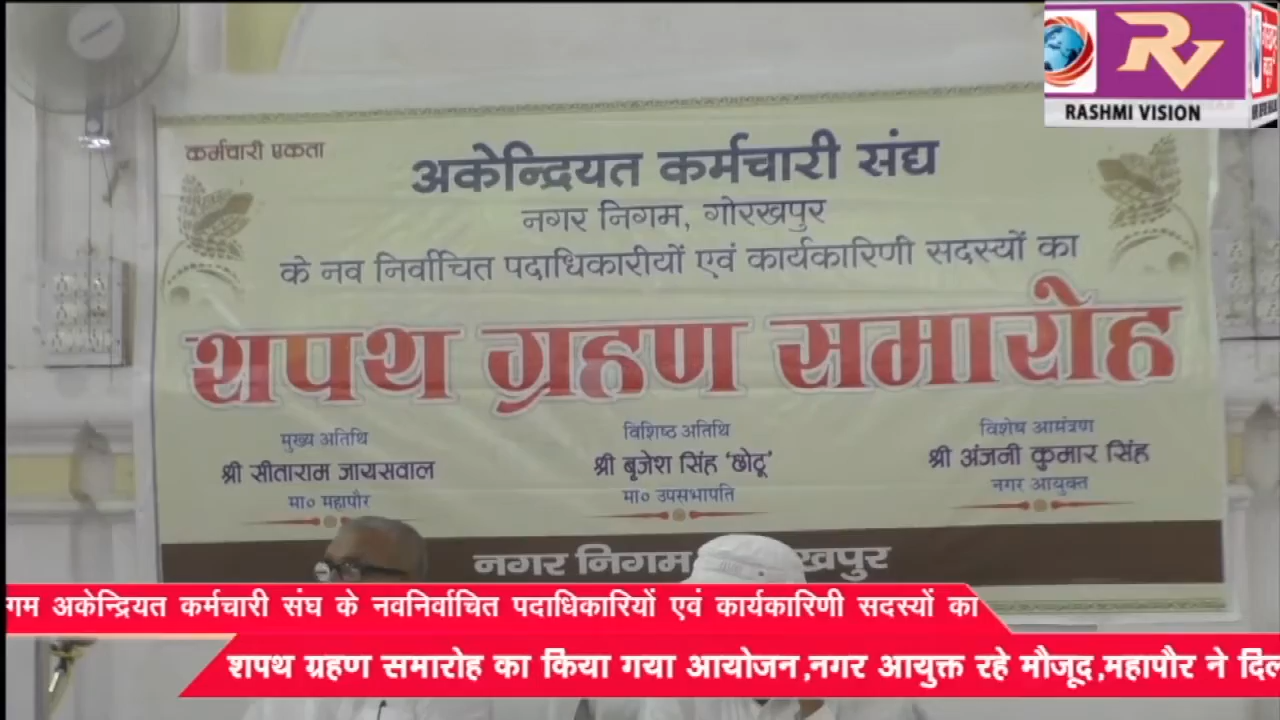 RV
RASHMI VISION
कर्मचारी एकता
अकेन्द्रियत कर्मचारी संघ
नगर निगम, गोरखपुर
के नव निर्वाचित पदाधिकारीयों एवं कार्यकारिणी सदस्यों का
शपथ ग्रहण समारोह
मुख्य अतिथि
श्री सीताराम जायसवाल
मा० महापौर
विशिष्ठ अतिथि
श्री बृजेश सिंह 'छोटू'
मा० उपसभापति
विशेष आमंत्रण
श्री अंजनी कुमार सिंह
नगर आयुक्त
नगर निगम खपुर
गम अकेन्द्रियत कर्मचारी संघ के नवनिर्वाचित पदाधिकारियों एवं कार्यकारिणी सदस्यों का
शपथ ग्रहण समारोह का किया गया आयोजन,नगर आयुक्त रहे मौजूद,महापौर ने दिल